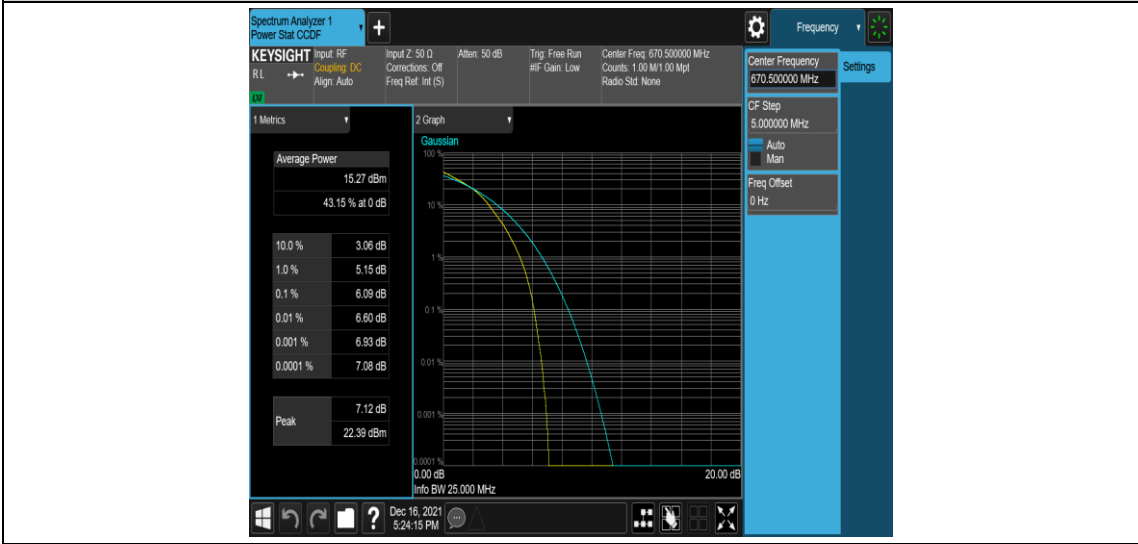 Spectrum Analyzer 1
Power Stat CCDF
+
Frequency
KEYSIGHT
R L
LNI
Input: RF
Coupling: DC
Align: Auto
Input Z: 50 Ω
Corrections: Off
Freq Ref: Int (S)
Atten: 50 dB
Trig: Free Run
#IF Gain: Low
Center Freq: 670.500000 MHz
Counts: 1.00 M/1.00 Mpt
Radio Std: None
Center Frequency
670.500000 MHz
Settings
CF Step
5.000000 MHz
Auto
Man
Freq Offset
0 Hz
1 Metrics
Average Power
15.27 dBm
43.15 % at 0 dB
10.0 % 3.06 dB
1.0 % 5.15 dB
0.1 % 6.09 dB
0.01 % 6.60 dB
0.001 % 6.93 dB
0.0001 % 7.08 dB
Peak
7.12 dB
22.39 dBm
2 Graph
Gaussian
100 %
10 %
1 %
0.1 %
0.01 %
0.001 %
0.0001 %
0.00 dB 20.00 dB
Info BW 25.000 MHz
?
Dec 16, 2021
5:24:15 PM